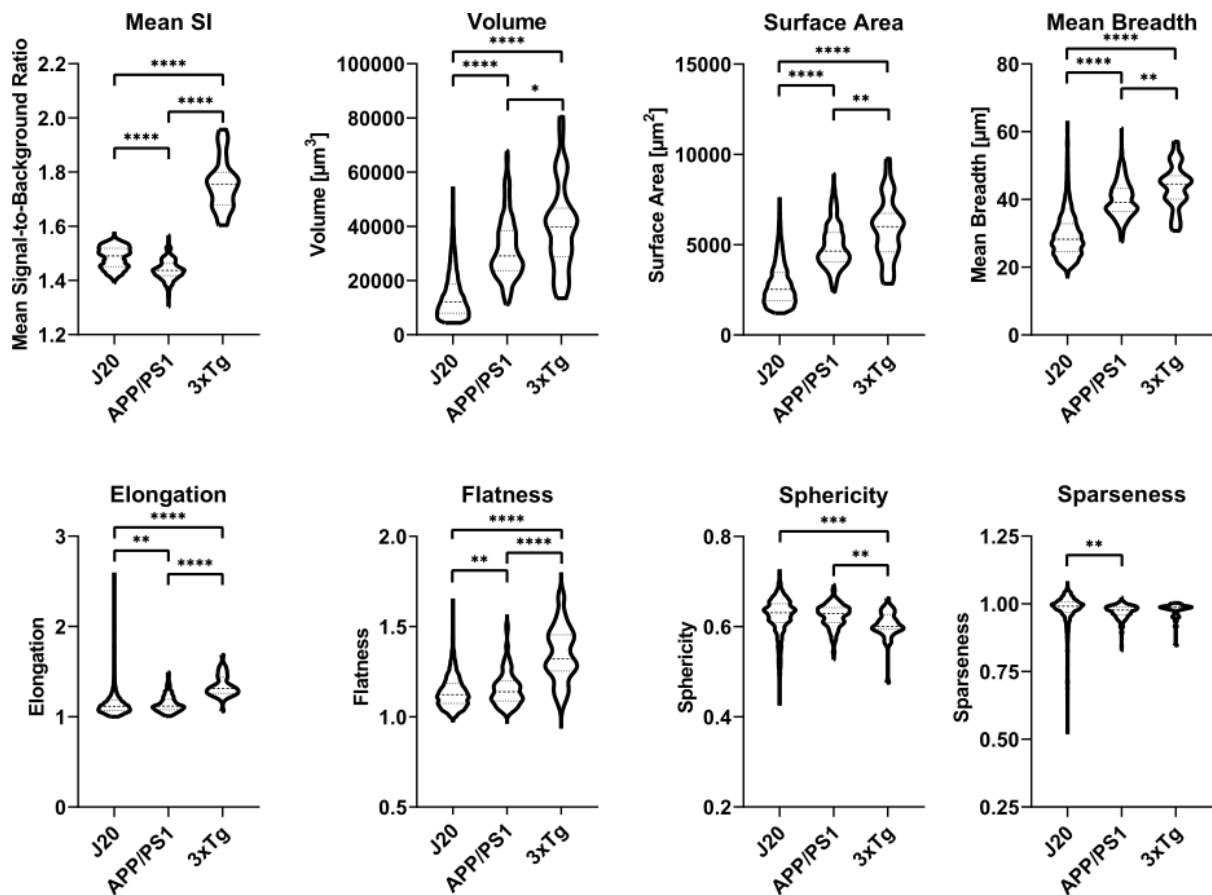 Mean SI
Mean Signal-to-Background Ratio
2.2
2.0
1.8
1.6
1.4
1.2
****
****
****
J20
APP/PS1
3xTg
Volume
Volume [µm³]
100000
80000
60000
40000
20000
0
****
****
*
J20
APP/PS1
3xTg
Surface Area
Surface Area [µm²]
15000
10000
5000
0
****
****
**
J20
APP/PS1
3xTg
Mean Breadth
Mean Breadth [µm]
80
60
40
20
0
****
****
**
J20
APP/PS1
3xTg
Elongation
Elongation
3
2
1
0
****
**
****
J20
APP/PS1
3xTg
Flatness
Flatness
2.0
1.5
1.0
0.5
****
**
****
J20
APP/PS1
3xTg
Sphericity
Sphericity
0.8
0.6
0.4
0.2
***
**
J20
APP/PS1
3xTg
Sparseness
Sparseness
1.25
1.00
0.75
0.50
0.25
**
J20
APP/PS1
3xTg